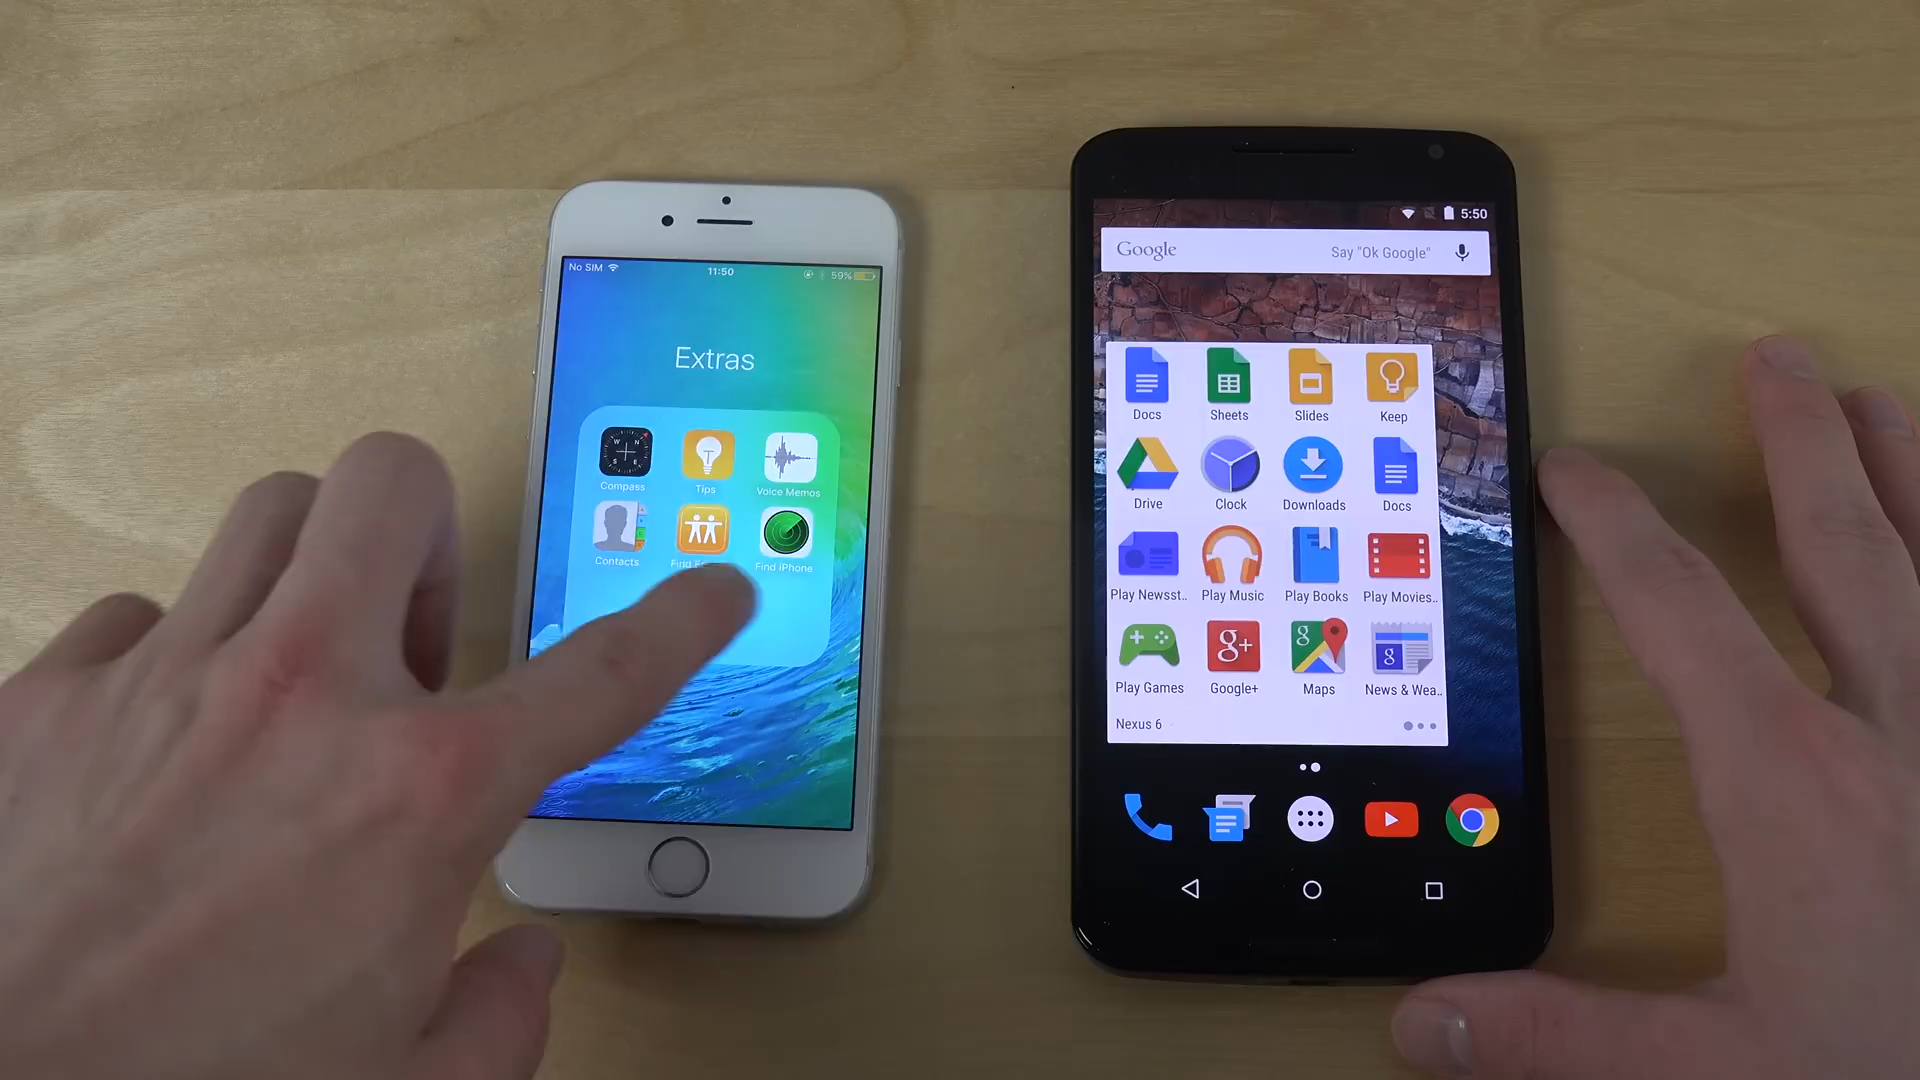 No SIM 11:50 59%
Extras
Compass Tips Voice Memos
Contacts Find Find iPhone
5:50
Google Say "Ok Google"
Docs Sheets Slides Keep
Drive Clock Downloads Docs
Play Newsst.. Play Music Play Books Play Movies..
Play Games Google+ Maps News & Wea..
Nexus 6